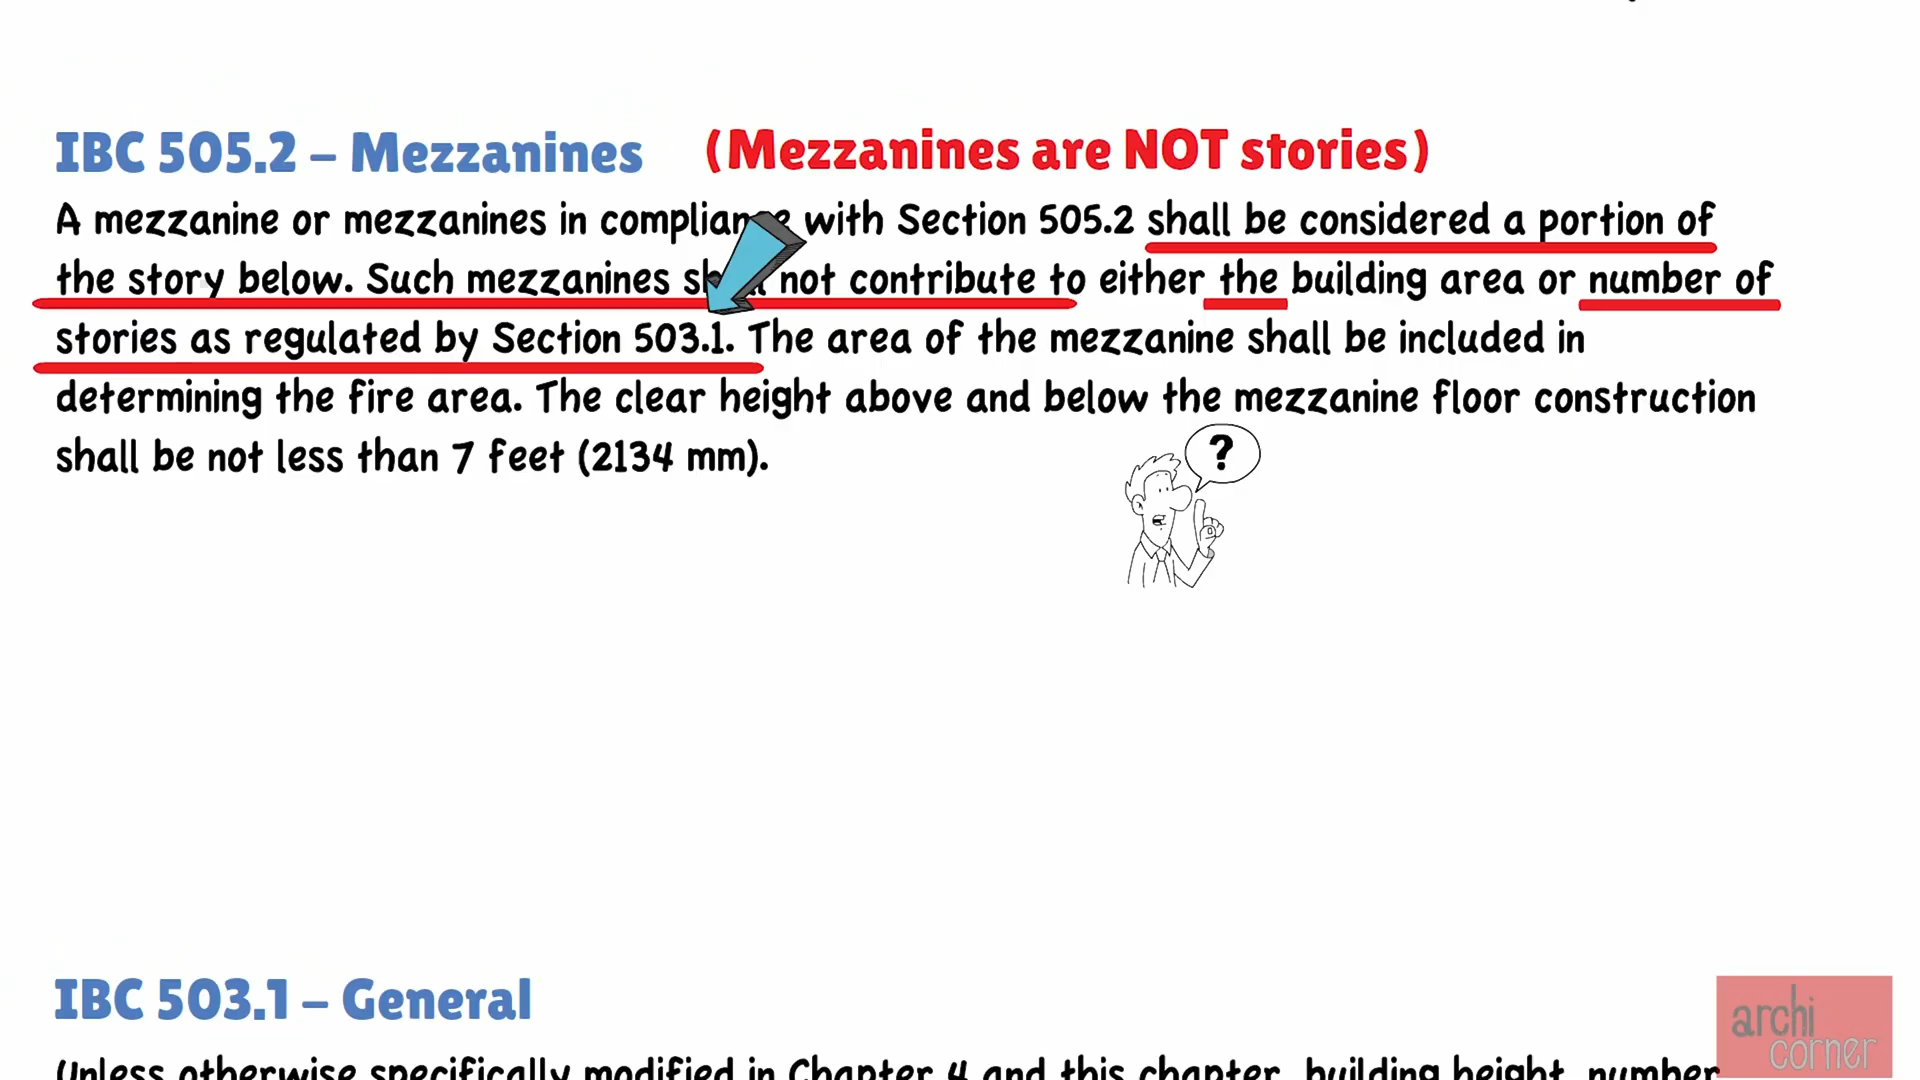 IBC 505.2 – Mezzanines (Mezzanines are NOT stories)
A mezzanine or mezzanines in compliance with Section 505.2 shall be considered a portion of
the story below. Such mezzanines shall not contribute to either the building area or number of
stories as regulated by Section 503.1. The area of the mezzanine shall be included in
determining the fire area. The clear height above and below the mezzanine floor construction
shall be not less than 7 feet (2134 mm).
?
IBC 503.1 – General
Unless otherwise specifically modified in Chapter 4 and this chapter, building height, number
archi
corner